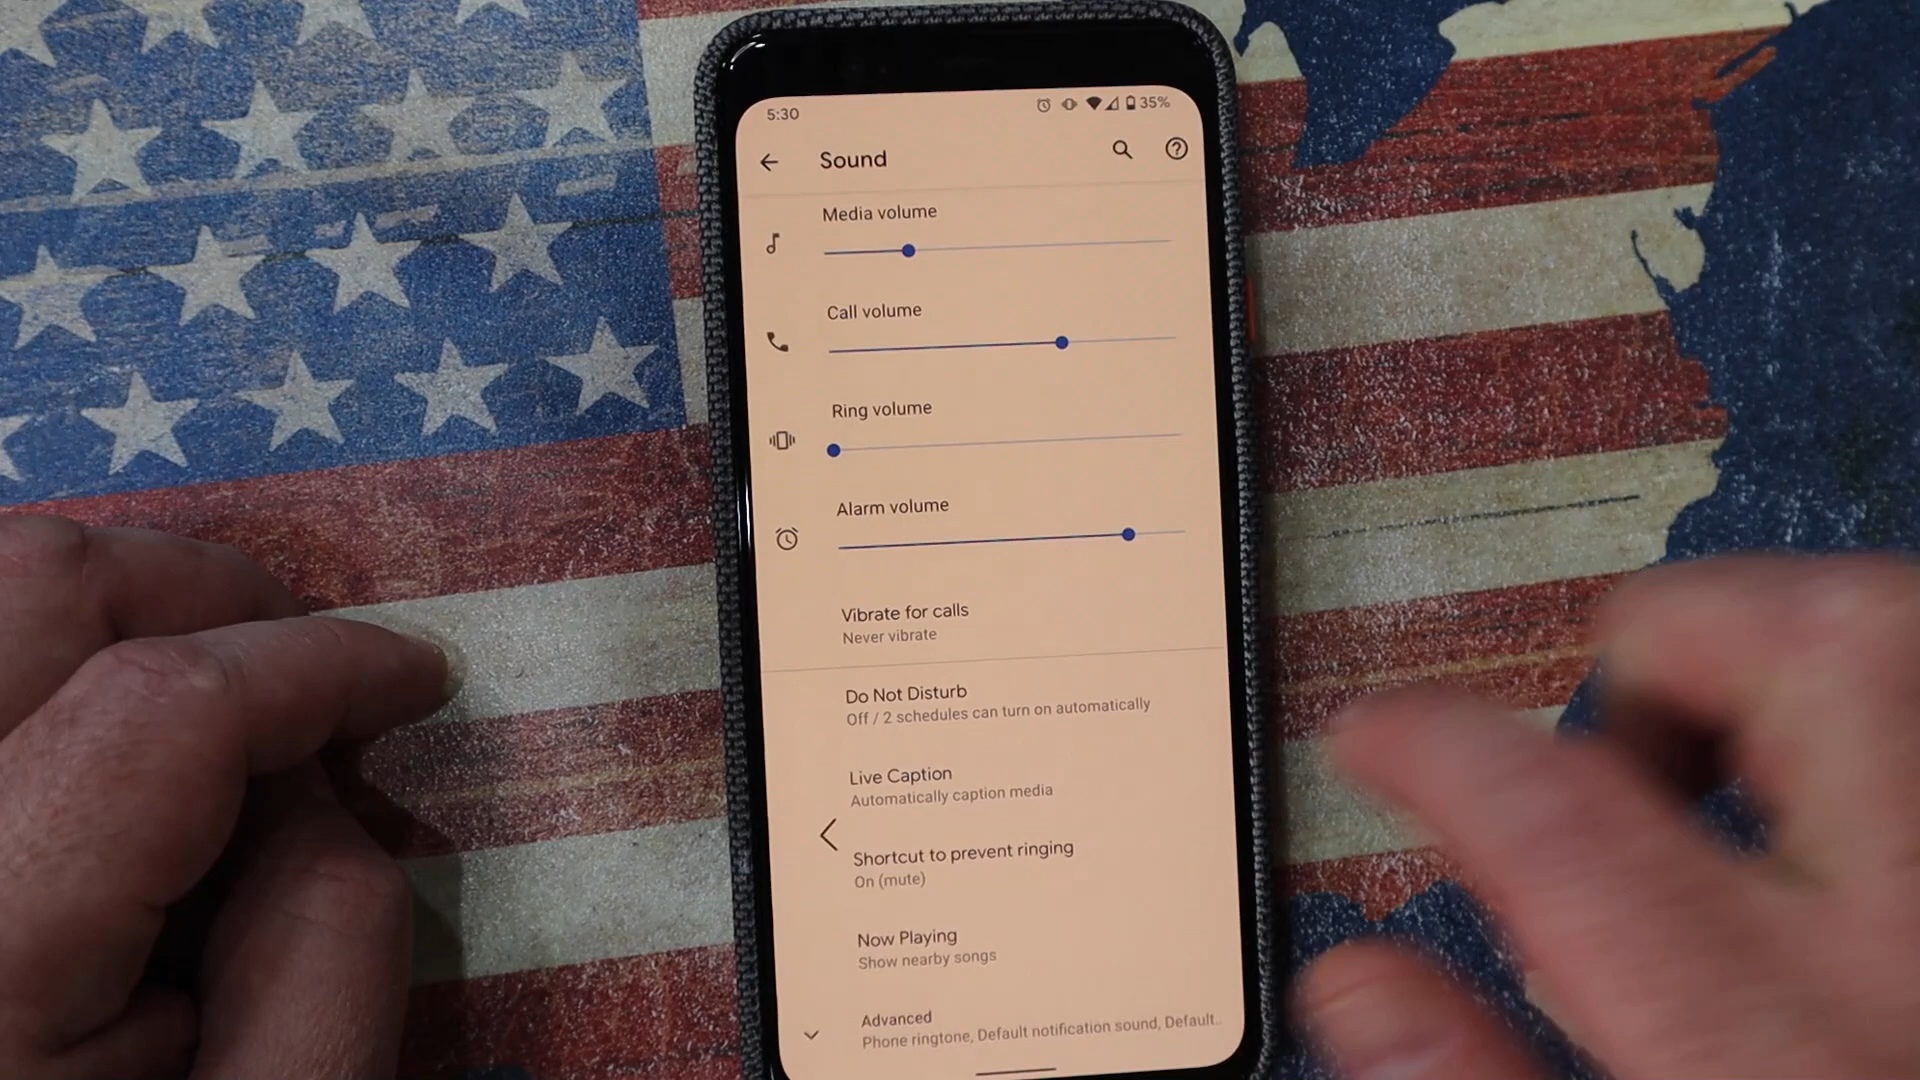 5:30
35%
Sound
Media volume
Call volume
Ring volume
Alarm volume
Vibrate for calls
Never vibrate
Do Not Disturb
Off / 2 schedules can turn on automatically
Live Caption
Automatically caption media
Shortcut to prevent ringing
On (mute)
Now Playing
Show nearby songs
Advanced
Phone ringtone, Default notification sound, Default..